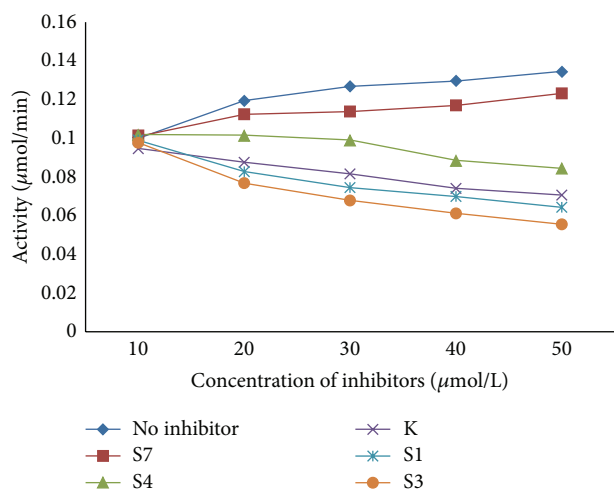 0.16
0.14
0.12
0.1
0.08
0.06
0.04
0.02
0
Activity (μmol/min)
10 20 30 40 50
Concentration of inhibitors (μmol/L)
No inhibitor
S7
S4
K
S1
S3